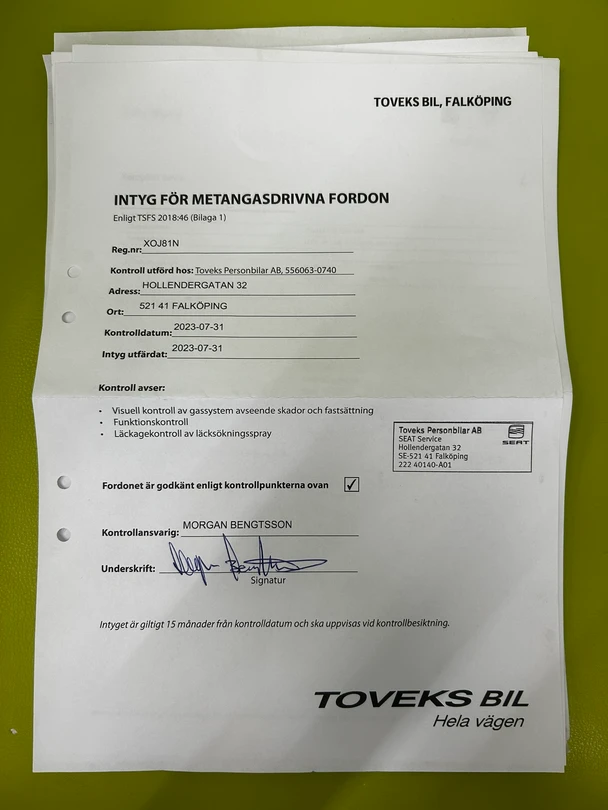 TOVEKS BIL, FALKÖPING
INTYG FÖR METANGASDRIVNA FORDON
Enligt TSFS 2018:46 (Bilaga 1)
Reg.nr: XOJ81N
Kontroll utförd hos: Toveks Personbilar AB, 556063-0740
Adress: HOLLENDERGATAN 32
Ort: 521 41 FALKÖPING
Kontrolldatum: 2023-07-31
Intyg utfärdat: 2023-07-31
Kontroll avser:
• Visuell kontroll av gassystem avseende skador och fastsättning
• Funktionskontroll
• Läckagekontroll av läcksökningsspray
Toveks Personbilar AB
SEAT Service
Hollendergatan 32
SE-521 41 Falköping
222 40140-A01
SEAT
Fordonet är godkänt enligt kontrollpunkterna ovan ✓
Kontrollansvarig: MORGAN BENGTSSON
Underskrift:
Signatur
Intyget är giltigt 15 månader från kontrolldatum och ska uppvisas vid kontrollbesiktning.
TOVEKS BIL
Hela vägen